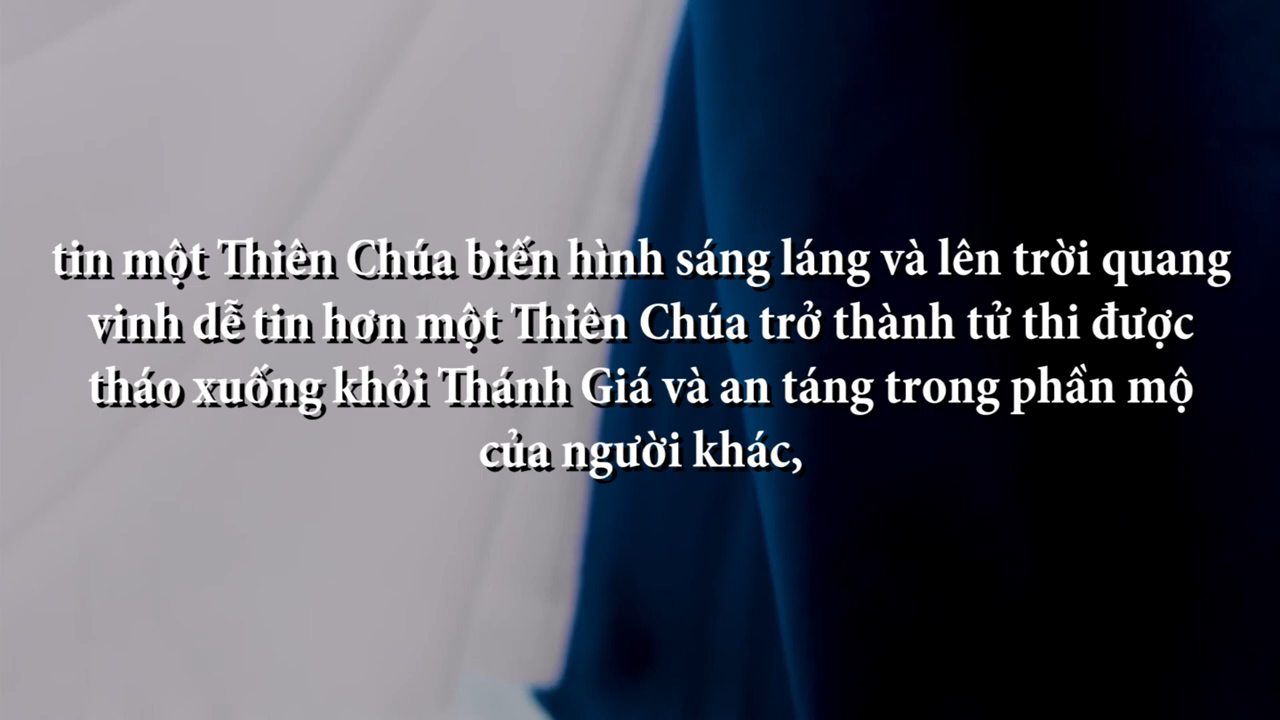 tin một Thiên Chúa biến hình sáng láng và lên trời quang
vinh dễ tin hơn một Thiên Chúa trở thành tử thi được
tháo xuống khỏi Thánh Giá và an táng trong phần mộ
của người khác,